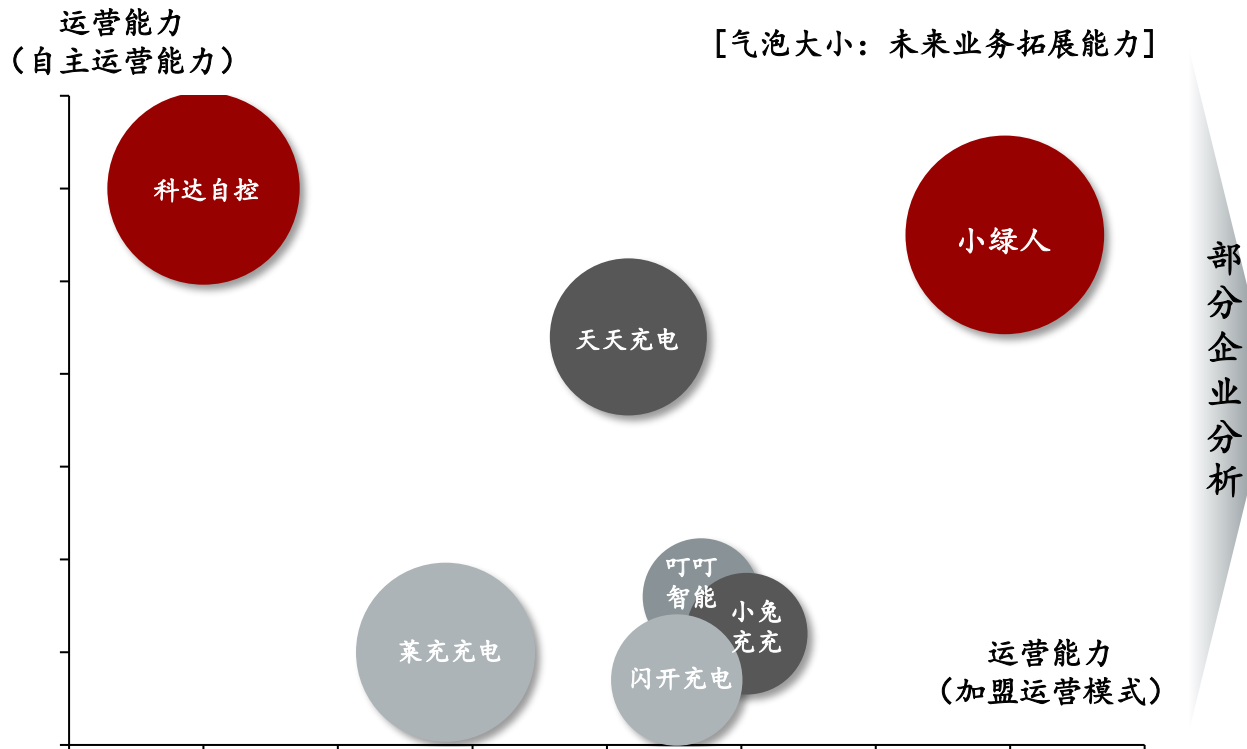 运营能力
（自主运营能力）
[气泡大小：未来业务拓展能力]
科达自控
小绿人
天天充电
叮叮
智能
小兔
充充
莱充充电
闪开充电
运营能力
（加盟运营模式）
部
分
企
业
分
析